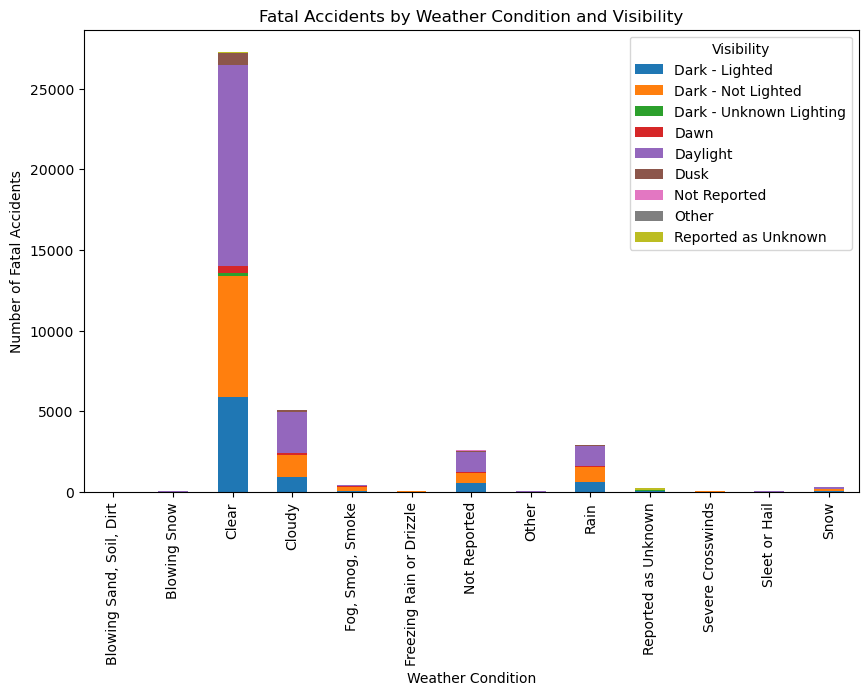 Fatal Accidents by Weather Condition and Visibility
Number of Fatal Accidents
25000
20000
15000
10000
5000
0
Visibility
Dark - Lighted
Dark - Not Lighted
Dark - Unknown Lighting
Dawn
Daylight
Dusk
Not Reported
Other
Reported as Unknown
Blowing Sand, Soil, Dirt
Blowing Snow
Clear
Cloudy
Fog, Smog, Smoke
Freezing Rain or Drizzle
Not Reported
Other
Rain
Reported as Unknown
Severe Crosswinds
Sleet or Hail
Snow
Weather Condition